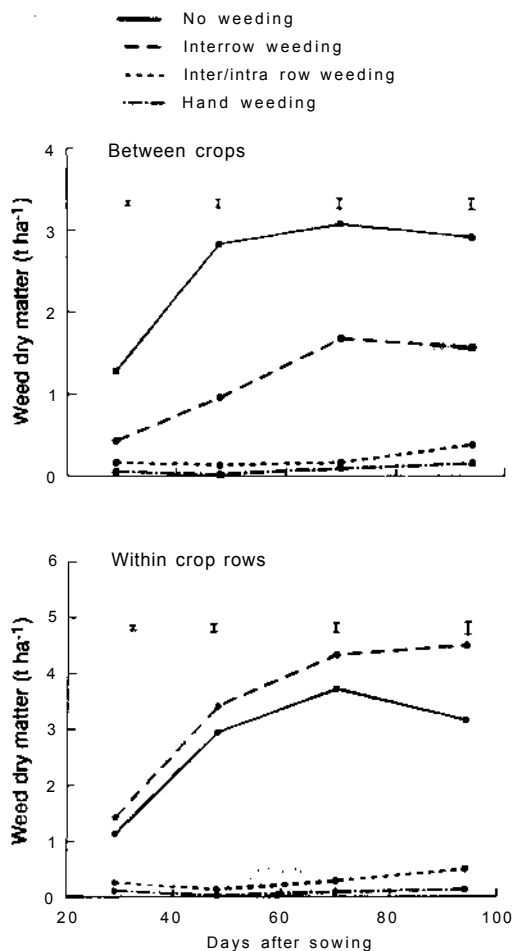 No weeding
Interrow weeding
Inter/intra row weeding
Hand weeding
Between crops
Weed dry matter (t ha-1)
4
3
2
1
0
Within crop rows
Weed dry matter (t ha-1)
6
5
4
3
2
1
0
20 40 60 80 100
Days after sowing